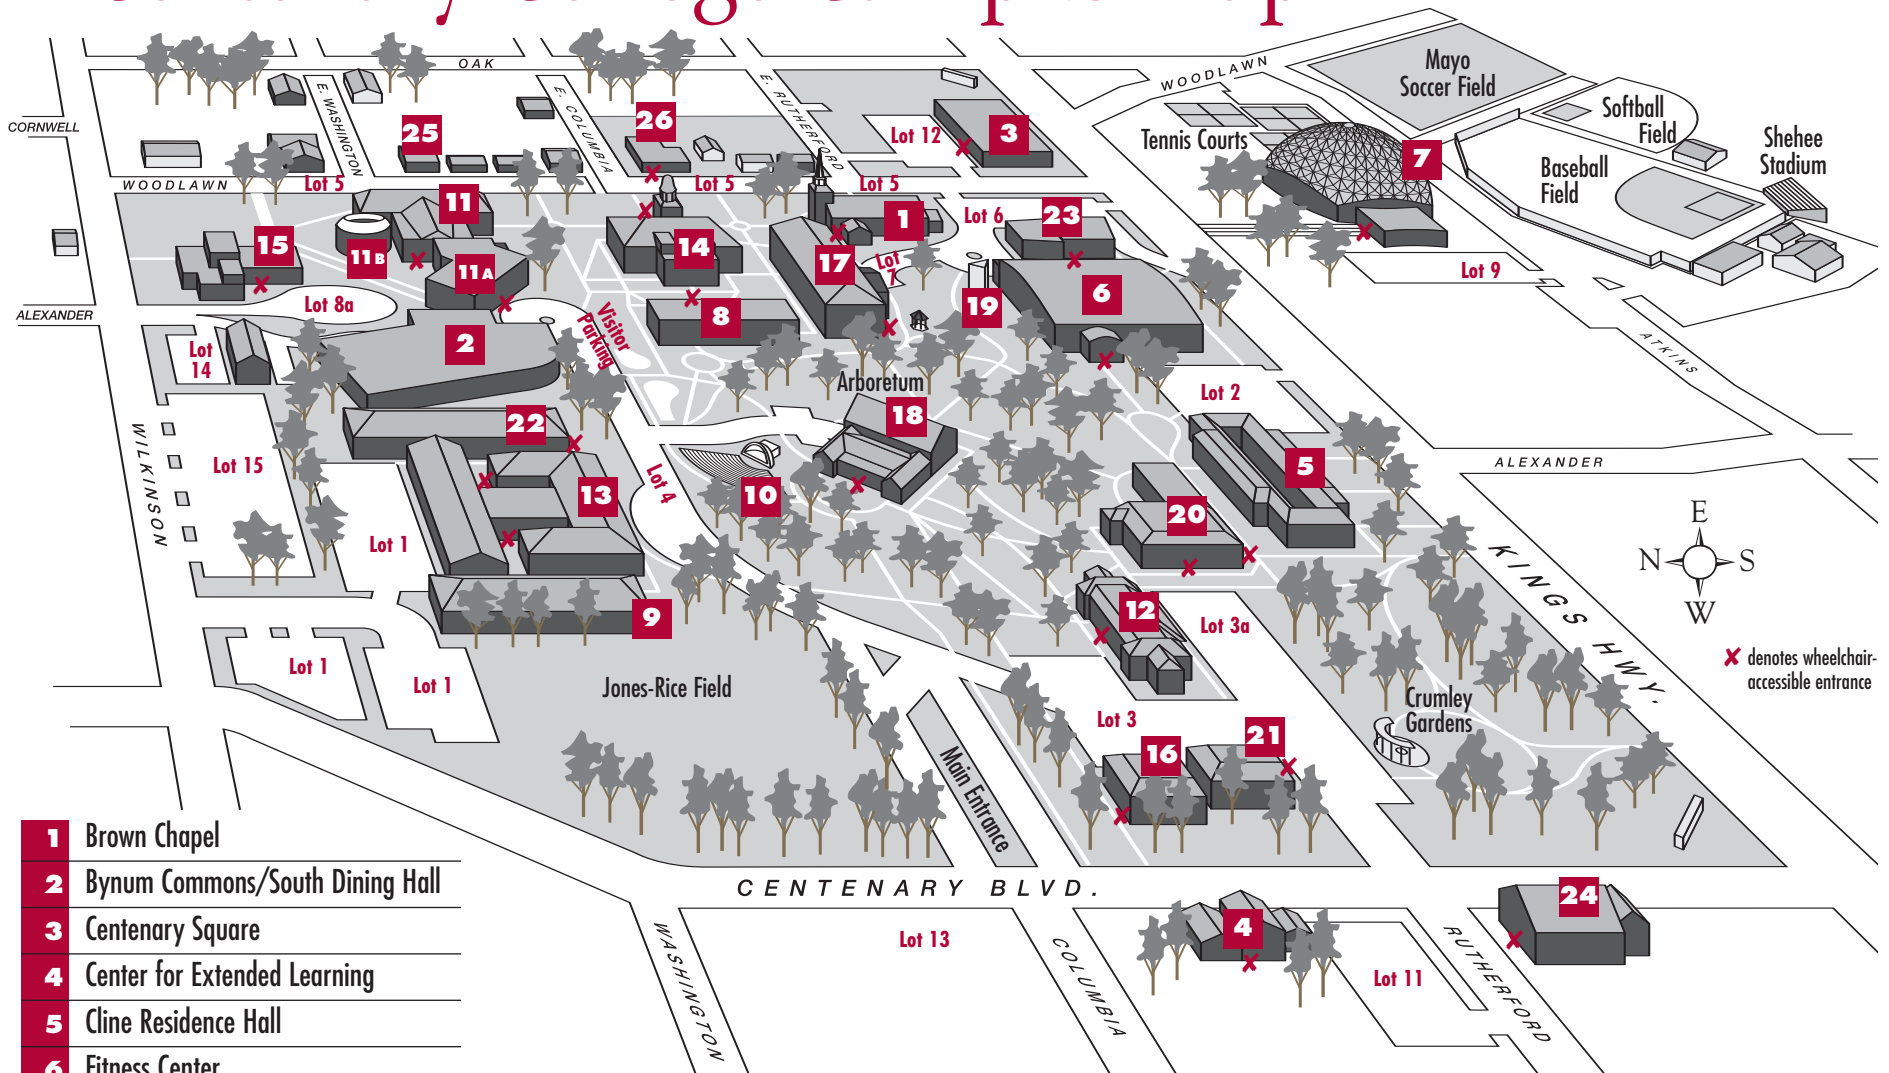 Centenary College Campus Map
OAK
WOODLAWN
Mayo
Soccer Field
Softball
Field
Shehee
Stadium
Baseball
Field
Tennis Courts
7
CORNWELL
E. WASHINGTON
E. COLUMBIA
E. RUTHERFORD
25
26
Lot 12
3
WOODLAWN
Lot 5
Lot 5
Lot 5
11
1
Lot 6
23
15
11B
11A
14
17
Lot
7
19
6
Lot 9
ALEXANDER
Lot 8a
Visitor
Parking
8
ATKINS
Lot
14
2
Arboretum
Lot 2
18
22
WILKINSON
Lot 15
13
Lot 4
10
5
ALEXANDER
20
Lot 1
E
N
S
W
KINGS HWY.
9
12
Lot 3a
✘ denotes wheelchair-
accessible entrance
Lot 1
Lot 1
Jones-Rice Field
Crumley
Gardens
Lot 3
16
21
Main Entrance
CENTENARY BLVD.
24
4
Lot 13
Lot 11
WASHINGTON
COLUMBIA
RUTHERFORD
1 Brown Chapel
2 Bynum Commons/South Dining Hall
3 Centenary Square
4 Center for Extended Learning
5 Cline Residence Hall
6 Fitness Center